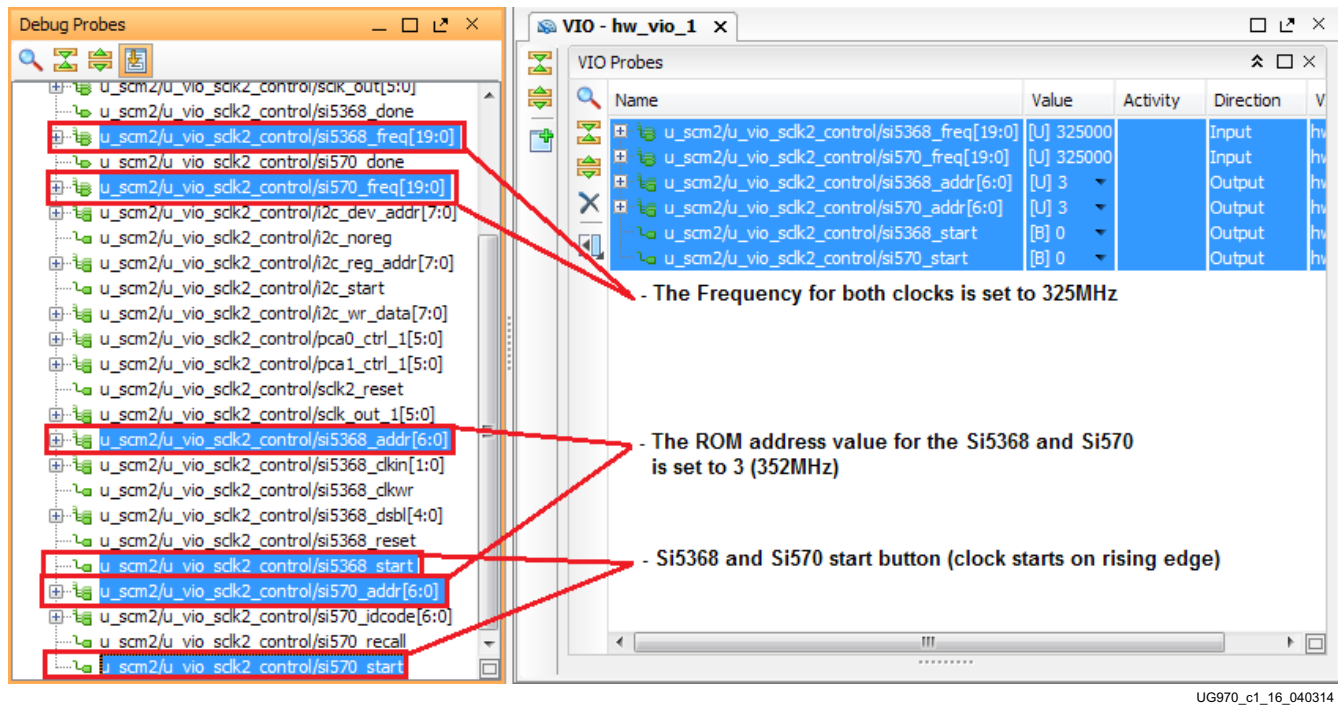 Debug Probes
u_scm2/u_vio_sclk2_control/sclk_out[5:0]
u_scm2/u_vio_sclk2_control/si5368_done
u_scm2/u_vio_sclk2_control/si5368_freq[19:0]
u_scm2/u_vio_sclk2_control/si570_done
u_scm2/u_vio_sclk2_control/si570_freq[19:0]
u_scm2/u_vio_sclk2_control/i2c_dev_addr[7:0]
u_scm2/u_vio_sclk2_control/i2c_noreg
u_scm2/u_vio_sclk2_control/i2c_reg_addr[7:0]
u_scm2/u_vio_sclk2_control/i2c_start
u_scm2/u_vio_sclk2_control/i2c_wr_data[7:0]
u_scm2/u_vio_sclk2_control/pca0_ctrl_1[5:0]
u_scm2/u_vio_sclk2_control/pca1_ctrl_1[5:0]
u_scm2/u_vio_sclk2_control/sclk2_reset
u_scm2/u_vio_sclk2_control/sclk_out_1[5:0]
u_scm2/u_vio_sclk2_control/si5368_addr[6:0]
u_scm2/u_vio_sclk2_control/si5368_clkin[1:0]
u_scm2/u_vio_sclk2_control/si5368_clkwr
u_scm2/u_vio_sclk2_control/si5368_dsbl[4:0]
u_scm2/u_vio_sclk2_control/si5368_reset
u_scm2/u_vio_sclk2_control/si5368_start
u_scm2/u_vio_sclk2_control/si570_addr[6:0]
u_scm2/u_vio_sclk2_control/si570_idcode[6:0]
u_scm2/u_vio_sclk2_control/si570_recall
u_scm2/u_vio_sclk2_control/si570_start
VIO - hw_vio_1
VIO Probes
Name Value Activity Direction V
u_scm2/u_vio_sclk2_control/si5368_freq[19:0] [U] 325000 Input hw
u_scm2/u_vio_sclk2_control/si570_freq[19:0] [U] 325000 Input hw
u_scm2/u_vio_sclk2_control/si5368_addr[6:0] [U] 3 Output hw
u_scm2/u_vio_sclk2_control/si570_addr[6:0] [U] 3 Output hw
u_scm2/u_vio_sclk2_control/si5368_start [B] 0 Output hw
u_scm2/u_vio_sclk2_control/si570_start [B] 0 Output hw
- The Frequency for both clocks is set to 325MHz
- The ROM address value for the Si5368 and Si570
is set to 3 (352MHz)
- Si5368 and Si570 start button (clock starts on rising edge)
UG970_c1_16_040314